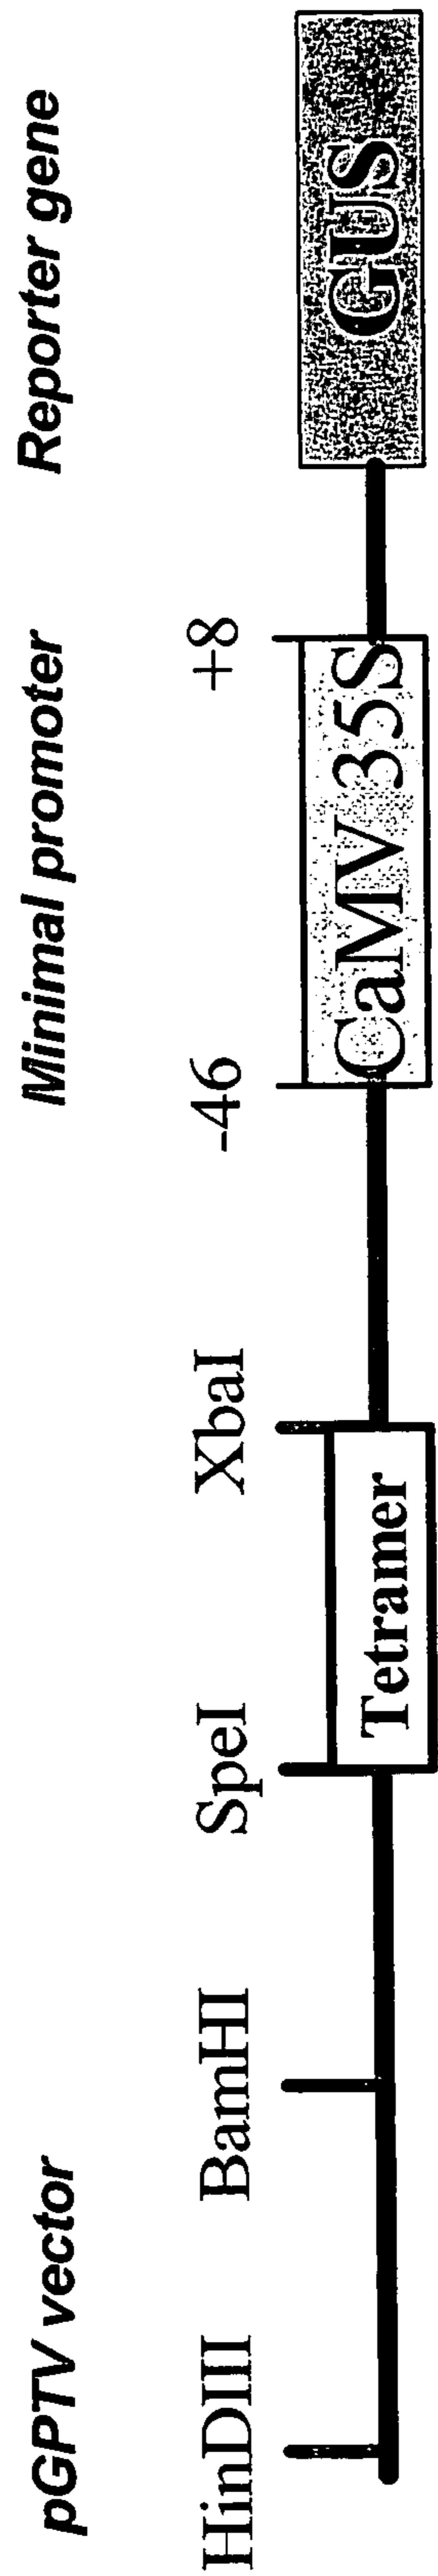 pGPTV vector Minimal promoter Reporter gene
HinDIII BamHI SpeI XbaI -46 +8
Tetramer CaMV 35S GUS